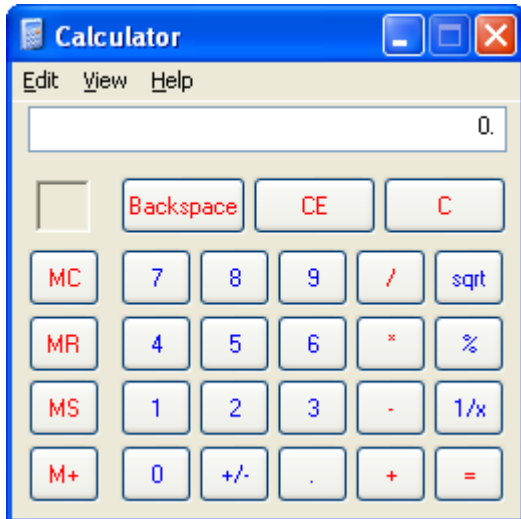 Calculator
Edit View Help
0.
Backspace CE C
MC 7 8 9 / sqrt
MR 4 5 6 * %
MS 1 2 3 - 1/x
M+ 0 +/- . + =